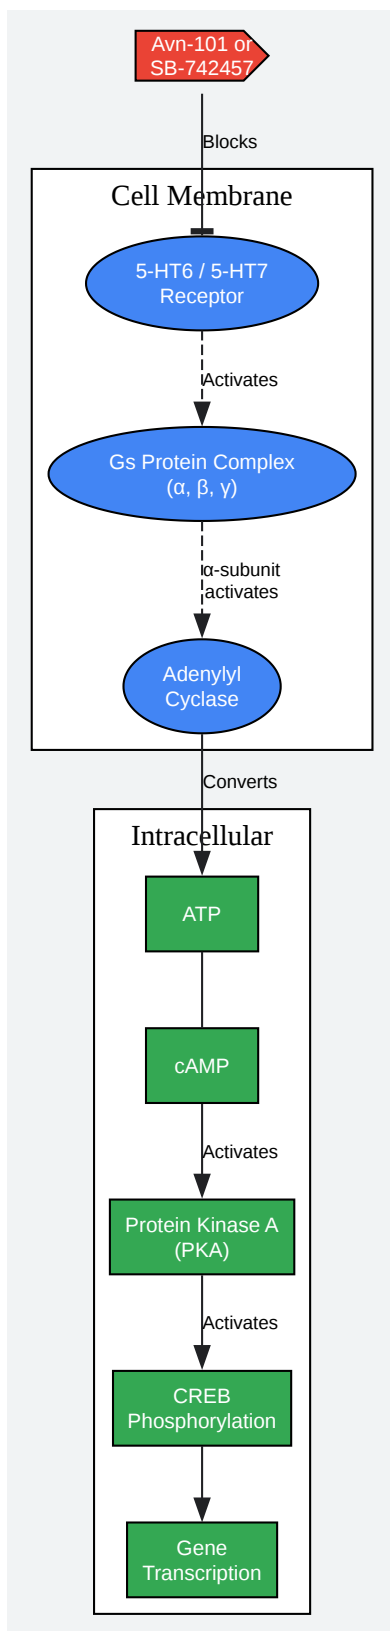 Avn-101 or
SB-742457
Blocks
Cell Membrane
5-HT6 / 5-HT7
Receptor
Activates
Gs Protein Complex
(α, β, γ)
α-subunit
activates
Adenylyl
Cyclase
Converts
Intracellular
ATP
cAMP
Activates
Protein Kinase A
(PKA)
Activates
CREB
Phosphorylation
Gene
Transcription